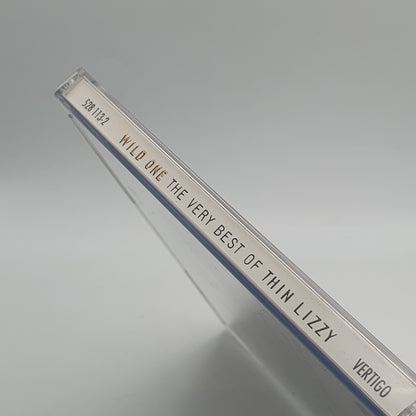 528 113-2 WILD ONE THE VERY BEST OF THIN LIZZY VERTIGO